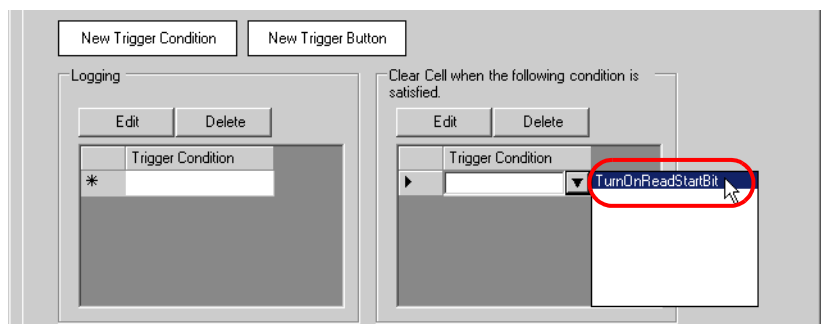 New Trigger Condition
New Trigger Button
Logging
Edit
Delete
Trigger Condition
Clear Cell when the following condition is
satisfied.
Edit
Delete
Trigger Condition
TurnOnReadStartBit